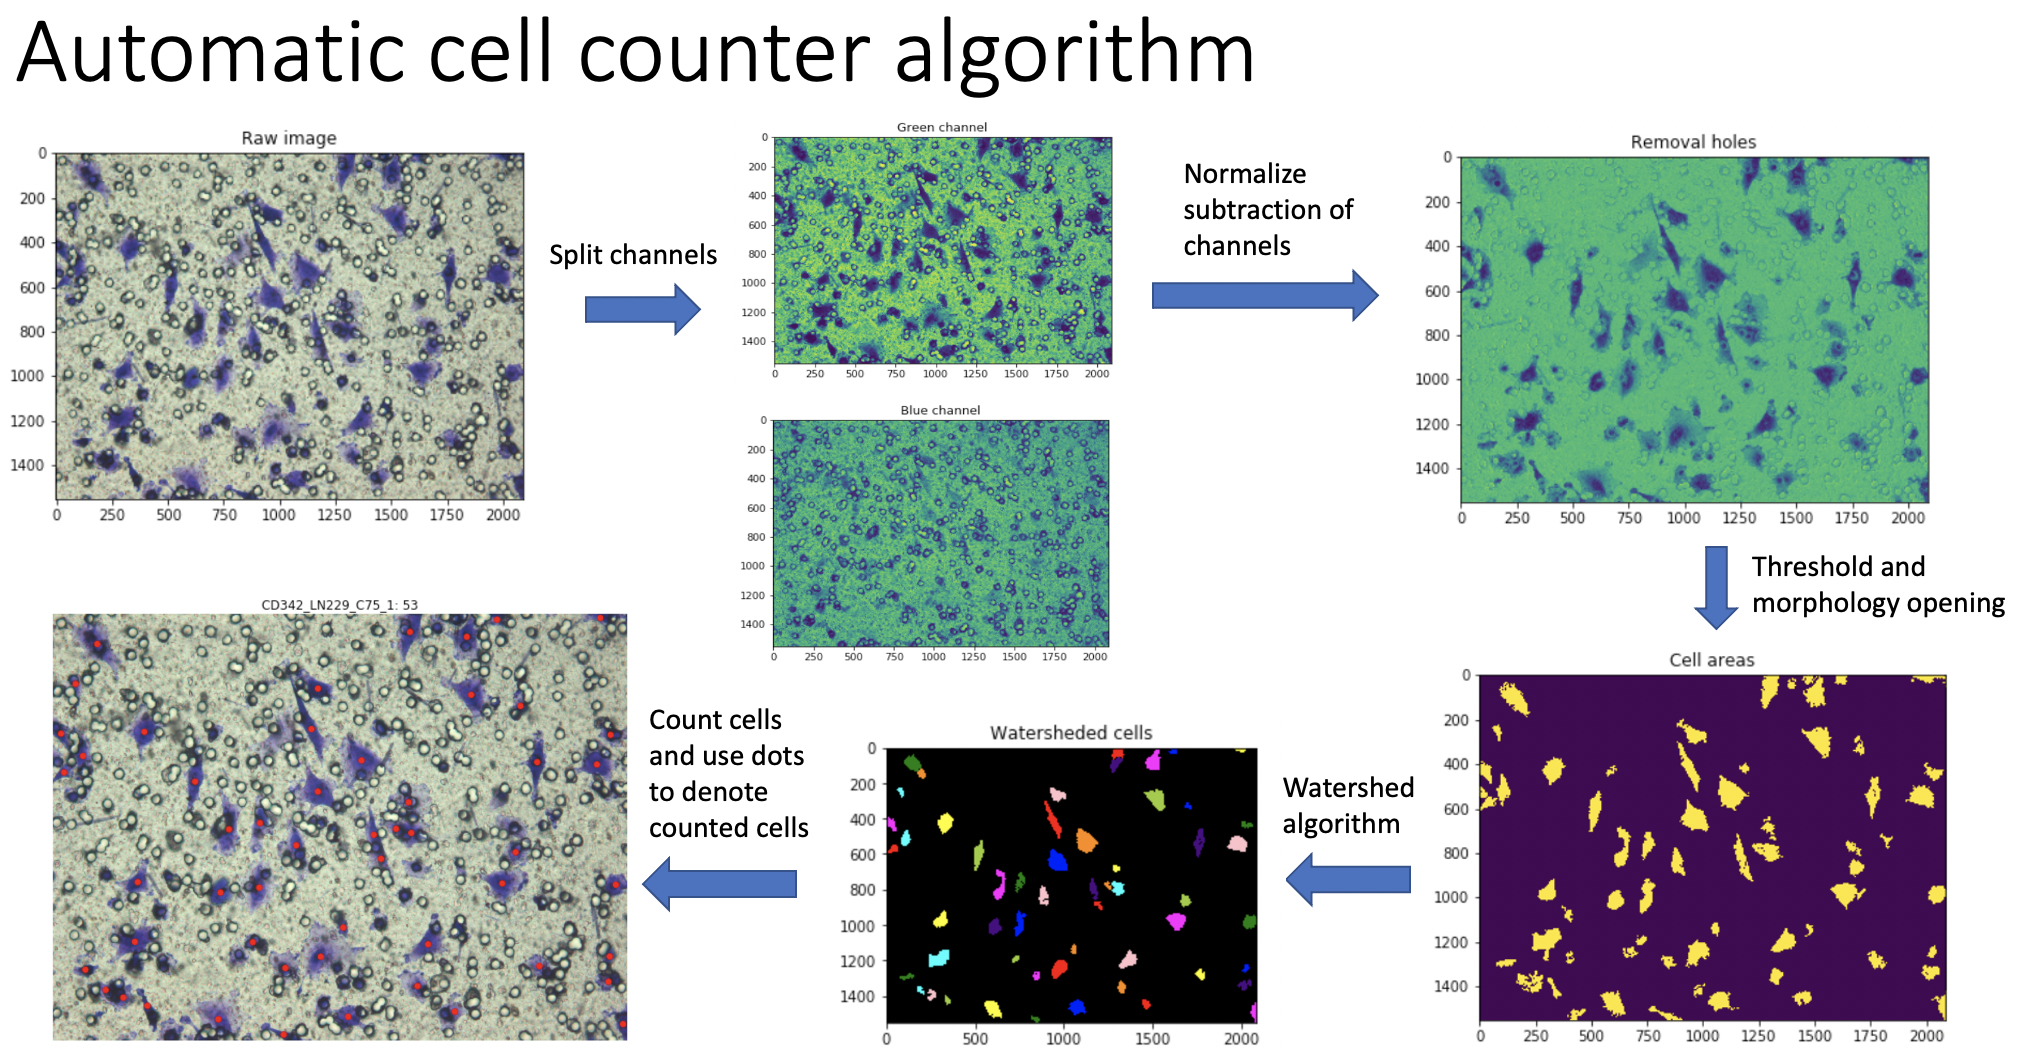 Automatic cell counter algorithm
Raw image
0
200
400
600
800
1000
1200
1400
0 250 500 750 1000 1250 1500 1750 2000
Split channels
Green channel
0
200
400
600
800
1000
1200
1400
0 250 500 750 1000 1250 1500 1750 2000
Blue channel
0
200
400
600
800
1000
1200
1400
0 250 500 750 1000 1250 1500 1750 2000
Normalize
subtraction of
channels
Removal holes
0
200
400
600
800
1000
1200
1400
0 250 500 750 1000 1250 1500 1750 2000
Threshold and
morphology opening
Cell areas
0
200
400
600
800
1000
1200
1400
0 250 500 750 1000 1250 1500 1750 2000
Watershed
algorithm
Watersheded cells
0
200
400
600
800
1000
1200
1400
0 500 1000 1500 2000
Count cells
and use dots
to denote
counted cells
CD342_LN229_C75_1: 53